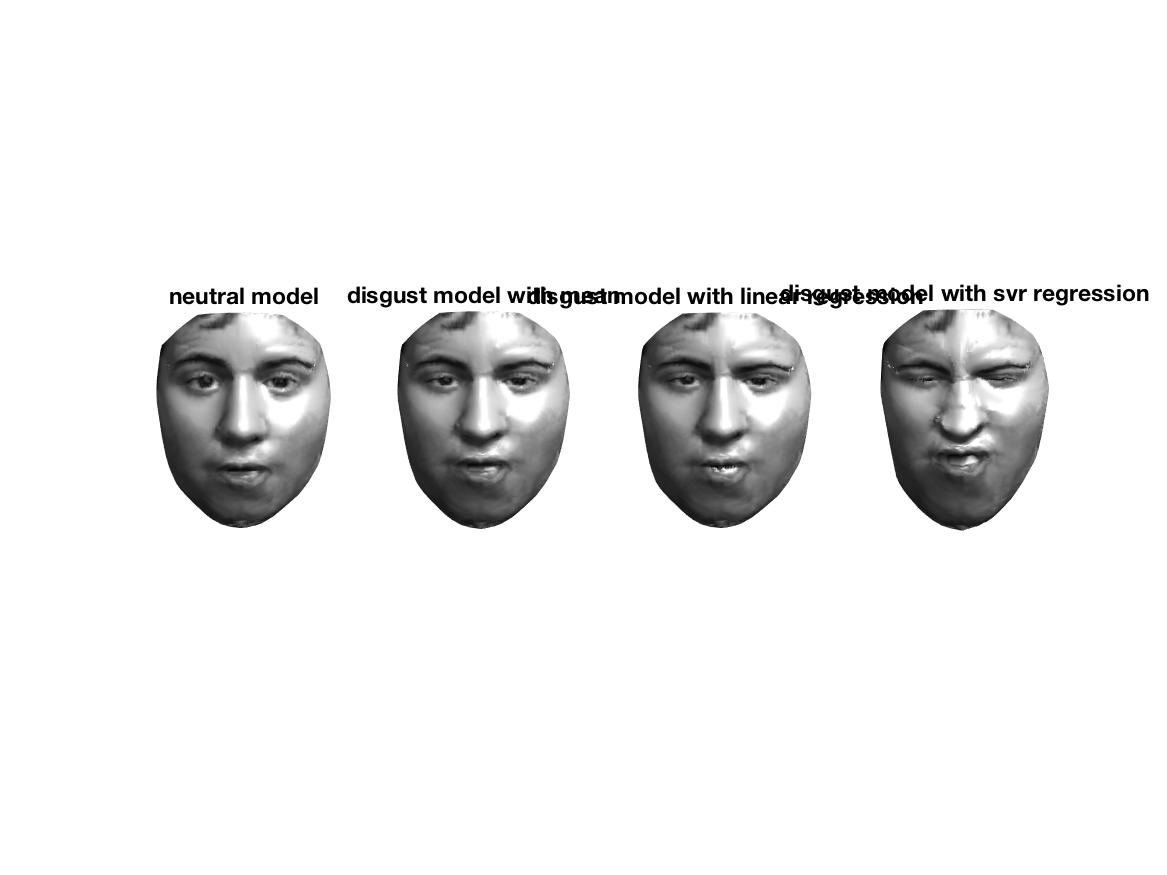 neutral model
disgust model with mean
disgust model with linear regression
disgust model with svr regression